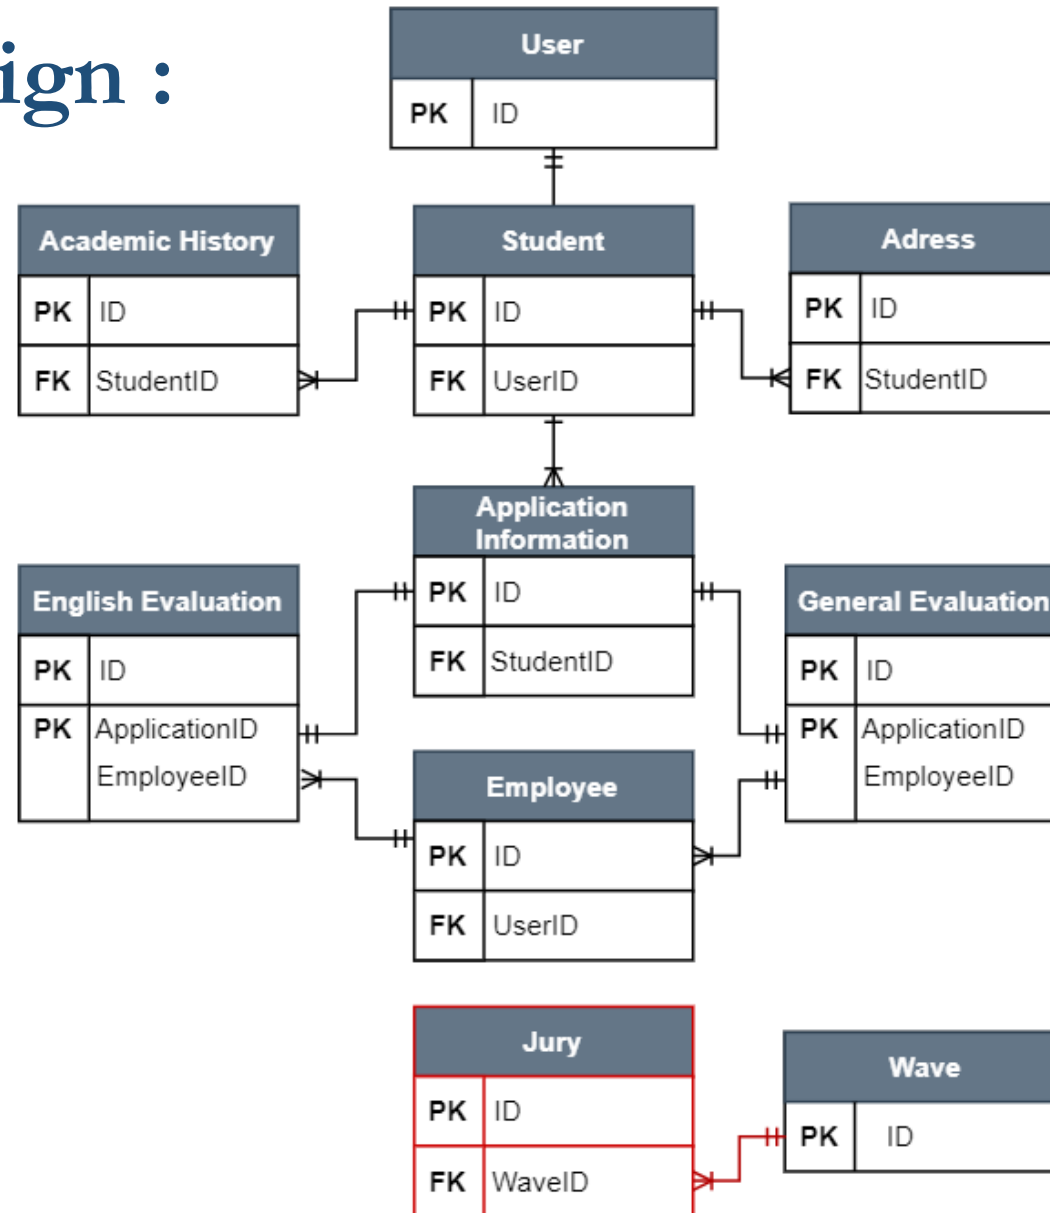 ign :
User
PK ID
Academic History
PK ID
FK StudentID
Student
PK ID
FK UserID
Adress
PK ID
FK StudentID
Application
Information
PK ID
FK StudentID
English Evaluation
PK ID
PK ApplicationID
EmployeeID
General Evaluation
PK ID
PK ApplicationID
EmployeeID
Employee
PK ID
FK UserID
Jury
PK ID
FK WaveID
Wave
PK ID